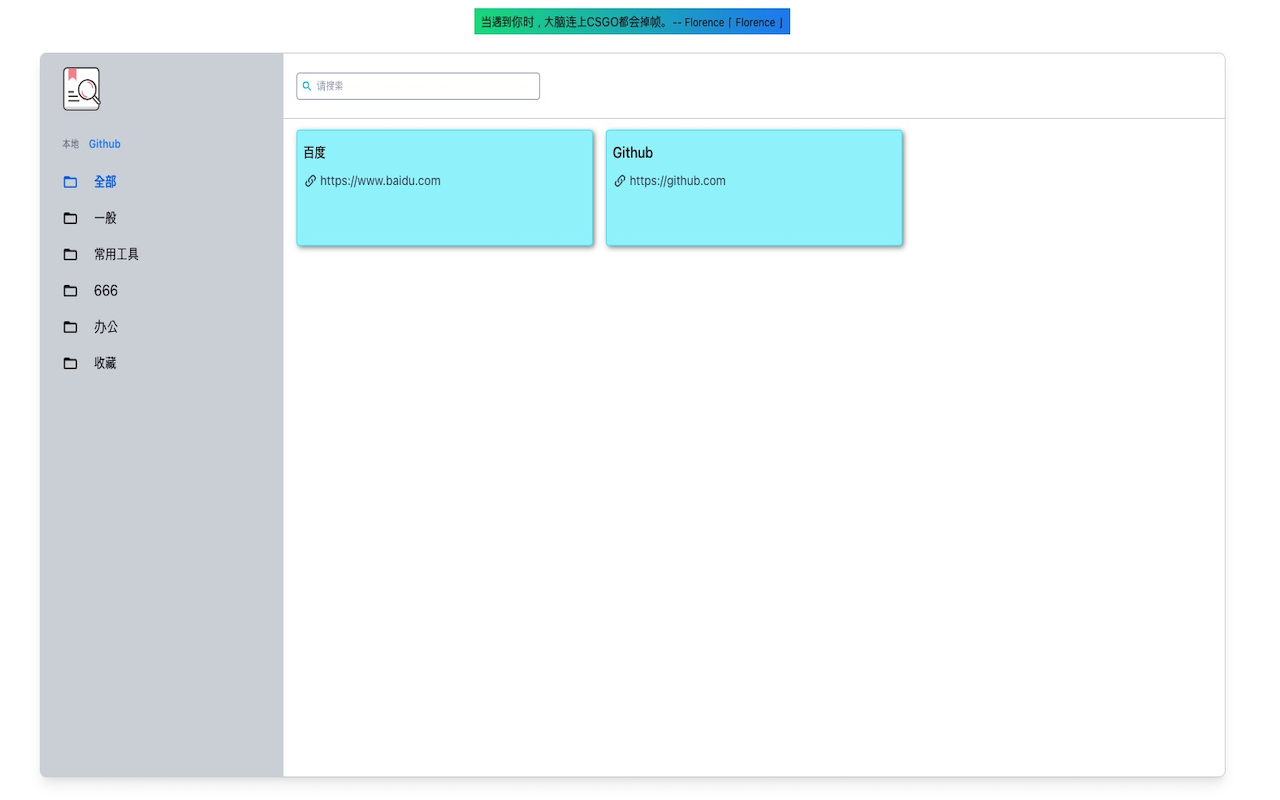 当遇到你时，大脑连上CSGO都会掉帧。-- Florence「 Florence 」
请搜索
本地 Github
全部
一般
常用工具
666
办公
收藏
百度
https://www.baidu.com
Github
https://github.com